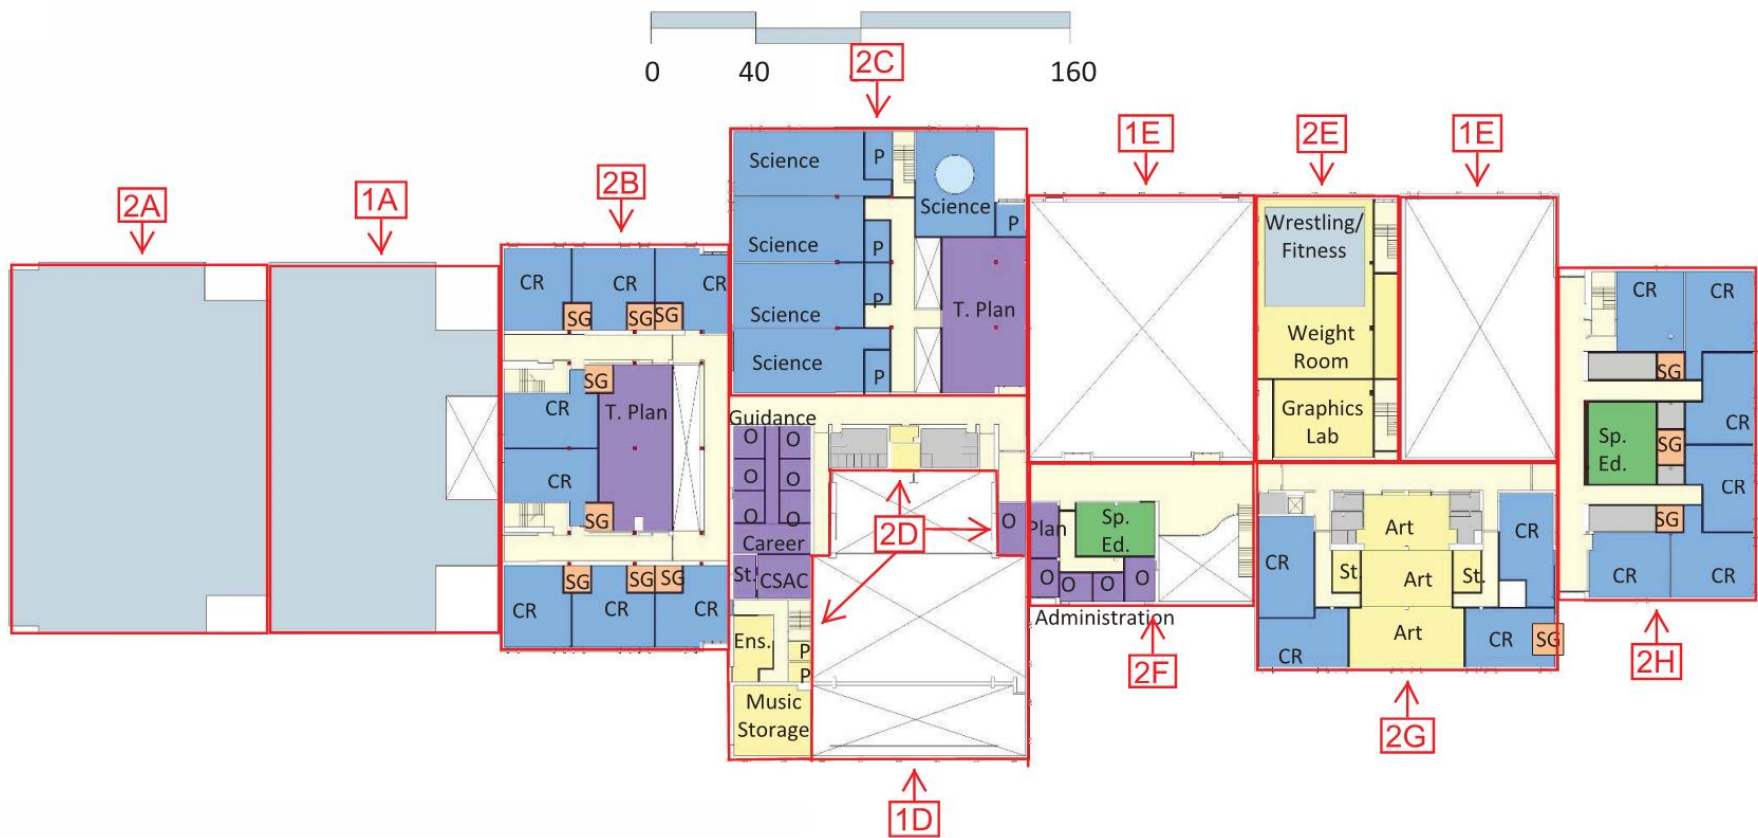 0 40 160
2C
1E 2E 1E
2A 1A 2B
Science P
Science
P
Science P
Science P
Science P
T. Plan
Wrestling/
Fitness
Weight
Room
Graphics
Lab
CR CR CR
SG SG SG
SG
CR T. Plan
CR
SG
SG SG SG
CR CR CR
Guidance
O O
O O
O O
Career
St. CSAC
Ens.
P
P
Music
Storage
2D
O
Plan
Sp.
Ed.
O O O O
Administration
2F
1D
Art
CR CR
St. Art St.
Art
CR CR SG
2G
CR CR
SG
CR
Sp.
Ed.
SG
CR
SG
CR CR
2H